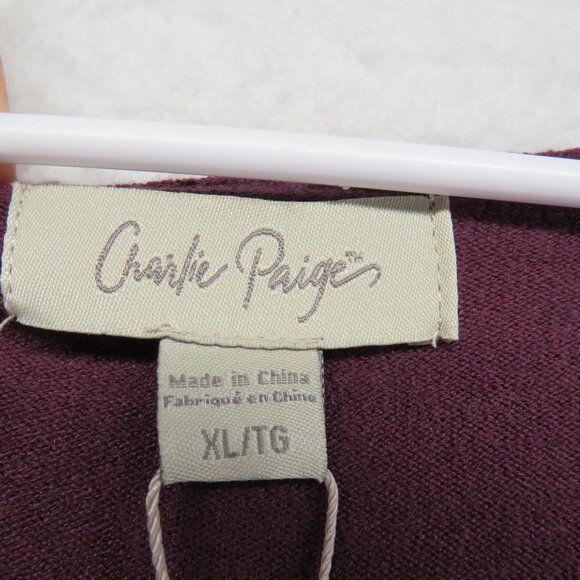 Charlie Paige™
Made in China
Fabriqué en Chine
XL/TG